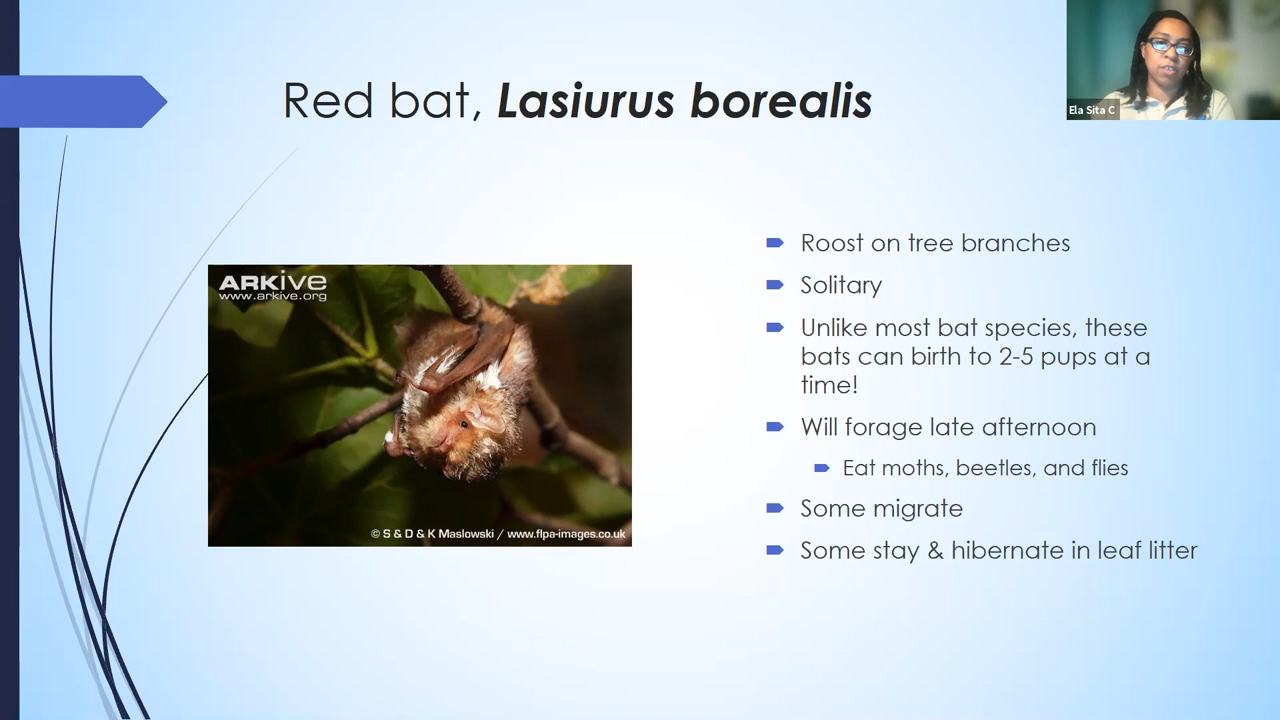 Red bat, Lasiurus borealis
Ela Sita C
Roost on tree branches
Solitary
Unlike most bat species, these
bats can birth to 2-5 pups at a
time!
Will forage late afternoon
Eat moths, beetles, and flies
Some migrate
Some stay & hibernate in leaf litter
ARKive
www.arkive.org
© S & D & K Maslowski / www.flpa-images.co.uk